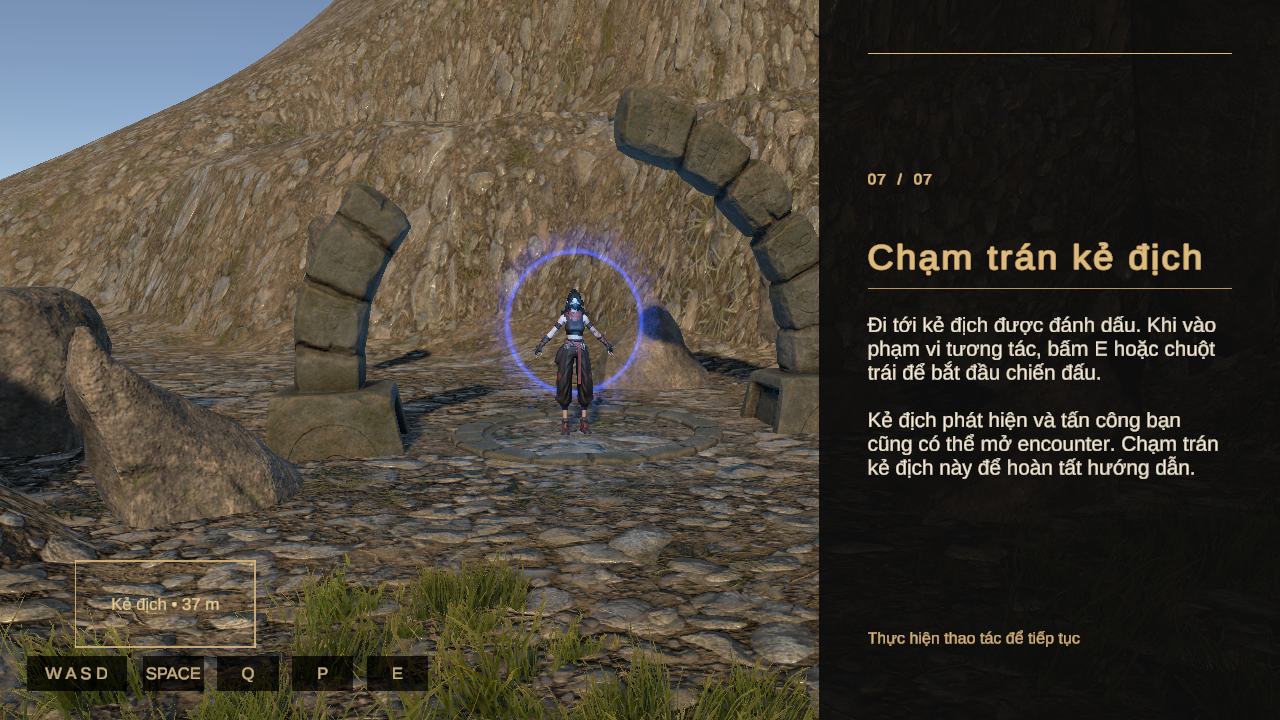 07 / 07
Chạm trán kẻ địch
Đi tới kẻ địch được đánh dấu. Khi vào
phạm vi tương tác, bấm E hoặc chuột
trái để bắt đầu chiến đấu.
Kẻ địch phát hiện và tấn công bạn
cũng có thể mở encounter. Chạm trán
kẻ địch này để hoàn tất hướng dẫn.
Thực hiện thao tác để tiếp tục
Kẻ địch • 37 m
WASD SPACE Q P E